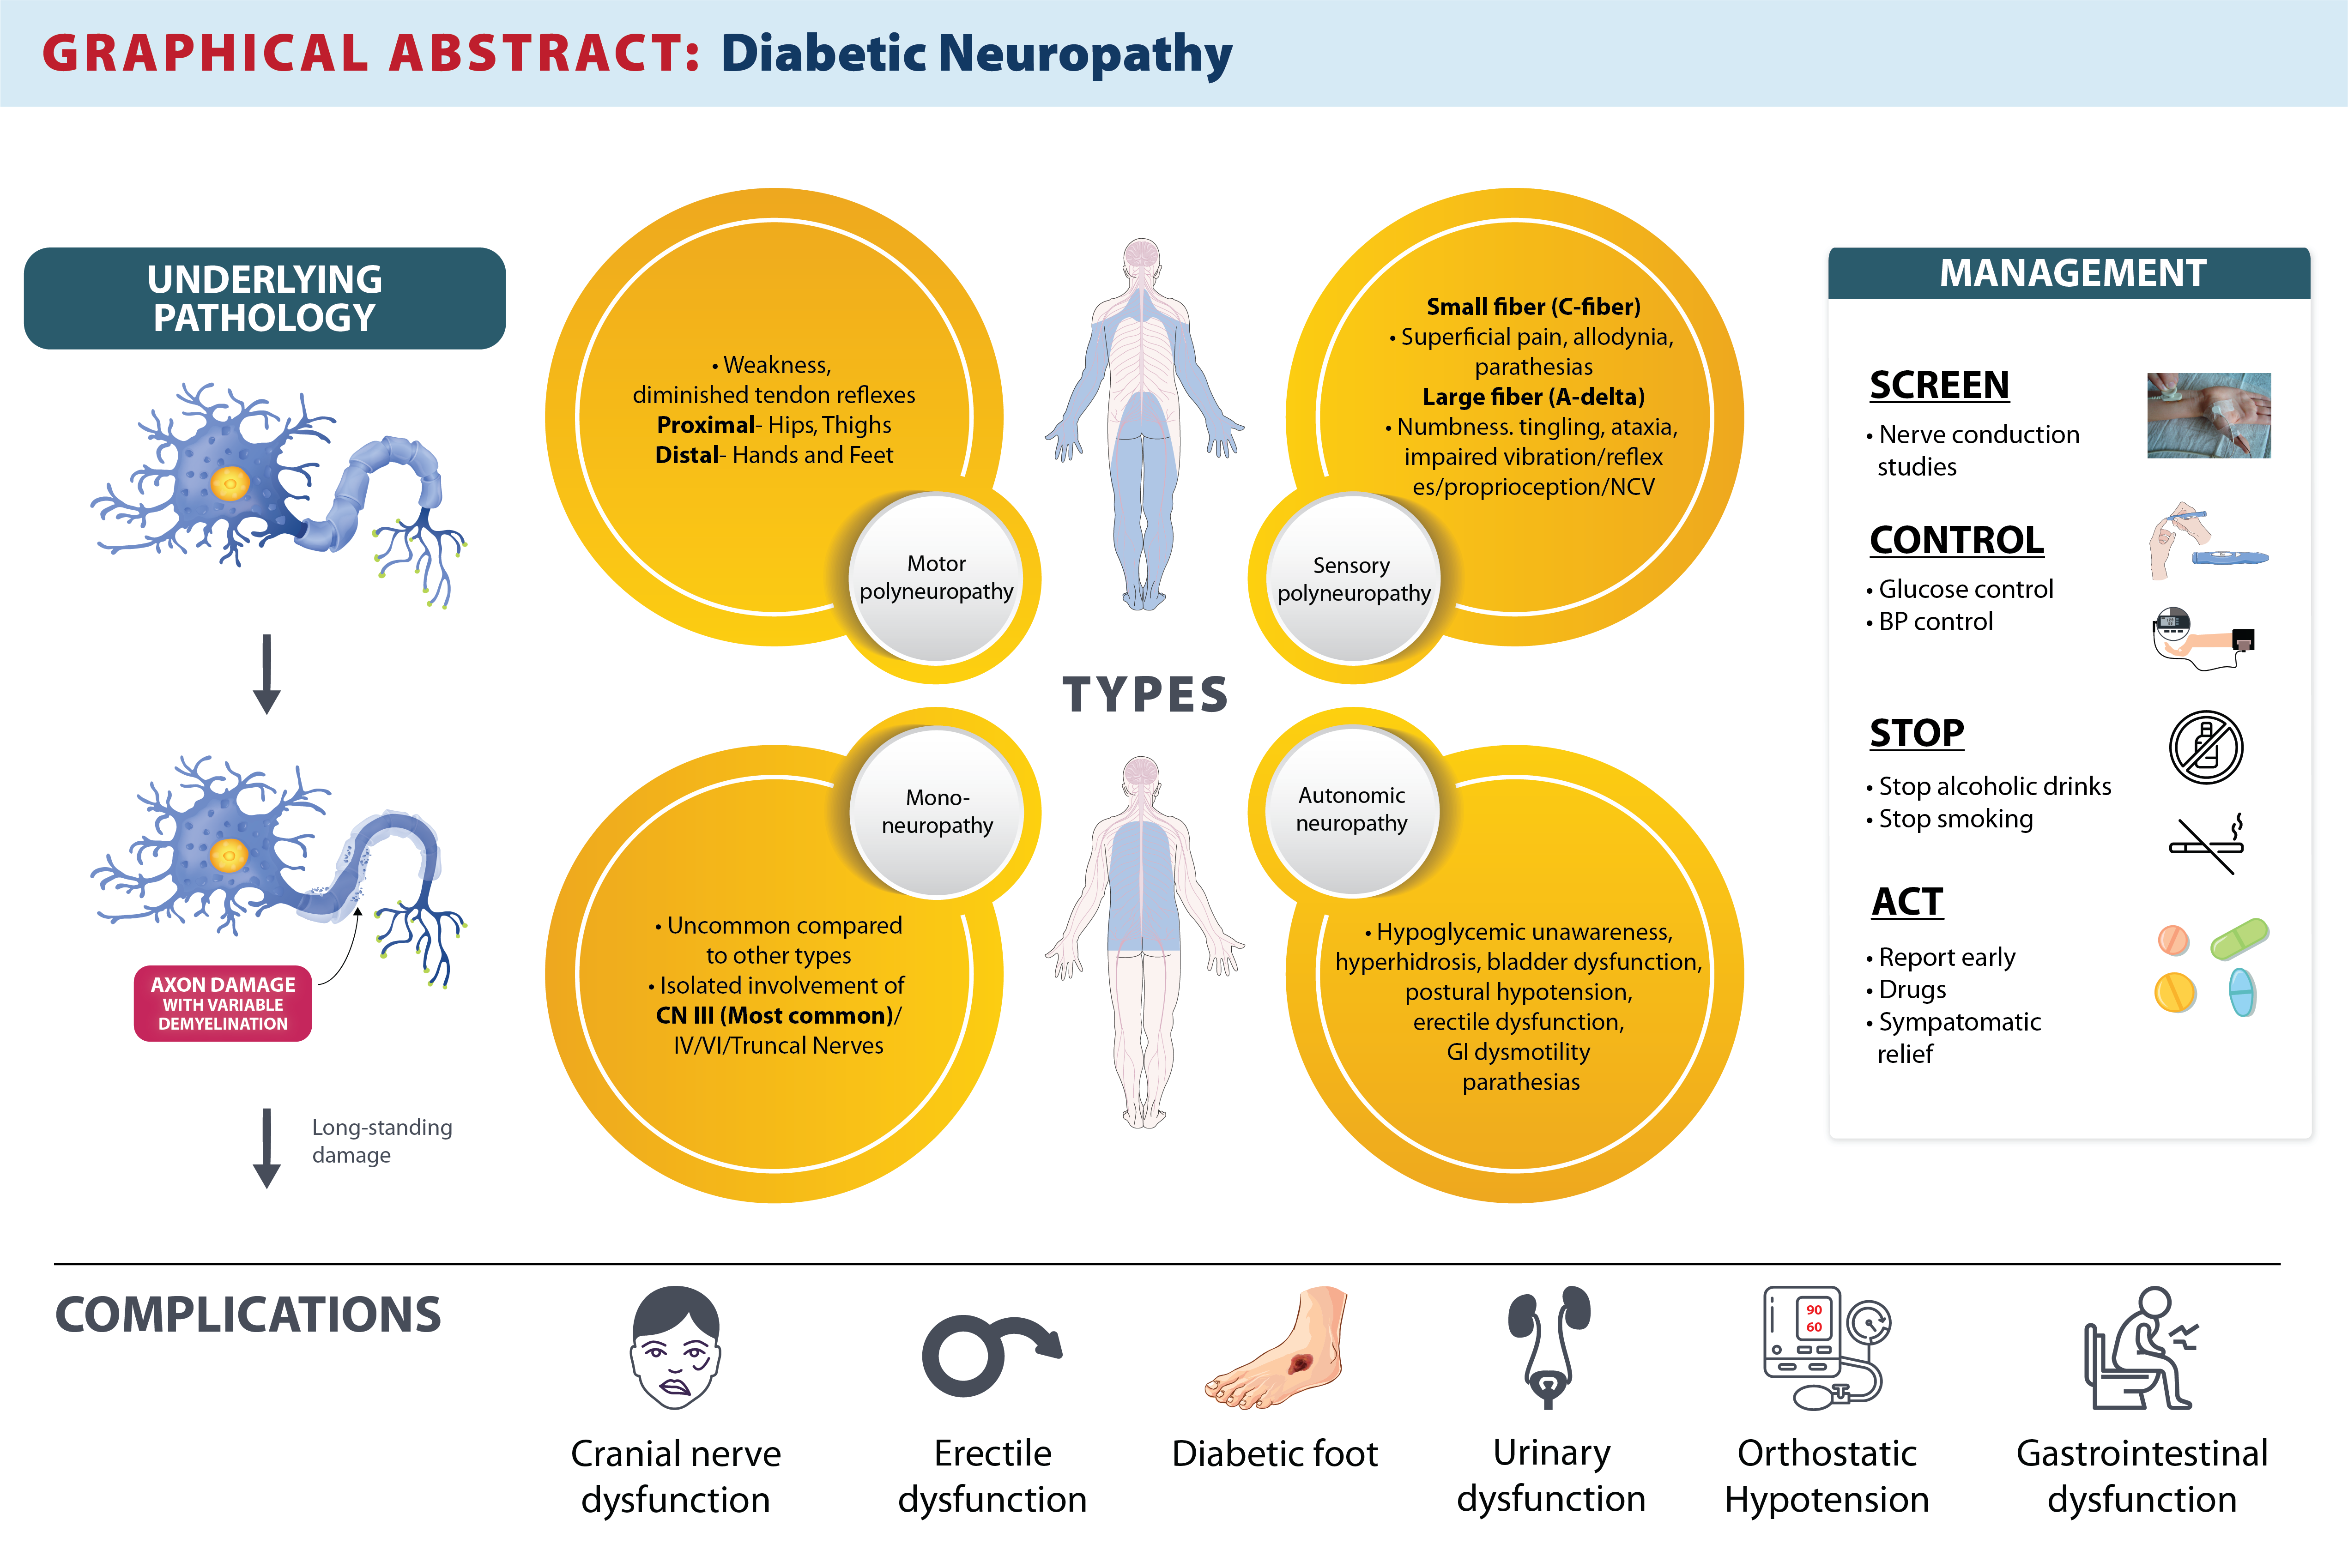 GRAPHICAL ABSTRACT: Diabetic Neuropathy
UNDERLYING
PATHOLOGY
AXON DAMAGE
WITH VARIABLE
DEMYELINATION
Long-standing
damage
• Weakness,
diminished tendon reflexes
Proximal- Hips, Thighs
Distal- Hands and Feet
Motor
polyneuropathy
Small fiber (C-fiber)
• Superficial pain, allodynia,
parathesias
Large fiber (A-delta)
• Numbness. tingling, ataxia,
impaired vibration/reflex
es/proprioception/NCV
Sensory
polyneuropathy
TYPES
Mono-
neuropathy
• Uncommon compared
to other types
• Isolated involvement of
CN III (Most common)/
IV/VI/Truncal Nerves
Autonomic
neuropathy
• Hypoglycemic unawareness,
hyperhidrosis, bladder dysfunction,
postural hypotension,
erectile dysfunction,
GI dysmotility
parathesias
MANAGEMENT
SCREEN
• Nerve conduction
studies
CONTROL
• Glucose control
• BP control
STOP
• Stop alcoholic drinks
• Stop smoking
ACT
• Report early
• Drugs
• Sympatomatic
relief
COMPLICATIONS
90
60
Cranial nerve
dysfunction
Erectile
dysfunction
Diabetic foot
Urinary
dysfunction
Orthostatic
Hypotension
Gastrointestinal
dysfunction